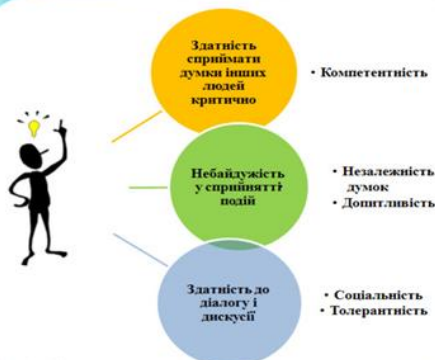 Здатність
сприймати
думки інших
людей
критично
• Компетентність
Небайдужість
у сприйнятті
подій
• Незалежність
думок
• Допитливість
Здатність до
діалогу і
дискусії
• Соціальність
• Толерантність